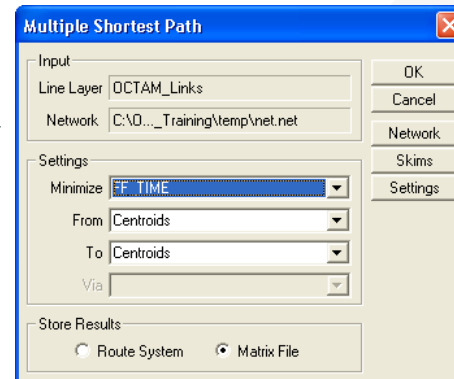 Multiple Shortest Path
Input
Line Layer OCTAM_Links
Network C:\O..._Training\temp\net.net
Settings
Minimize FF_TIME
From Centroids
To Centroids
Via
Store Results
Route System Matrix File
OK
Cancel
Network
Skims
Settings